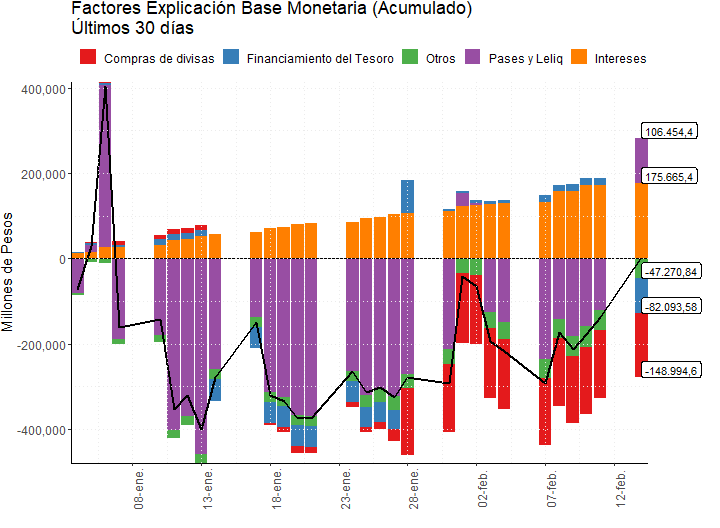 Factores Explicación Base Monetaria (Acumulado)
Últimos 30 días
Compras de divisas Financiamiento del Tesoro Otros Pases y Leliq Intereses
Millones de Pesos
400,000
200,000
0
-200,000
-400,000
106.454,4
175.665,4
-47.270,84
-82.093,58
-148.994,6
08-ene.
13-ene.
18-ene.
23-ene.
28-ene.
02-feb.
07-feb.
12-feb.